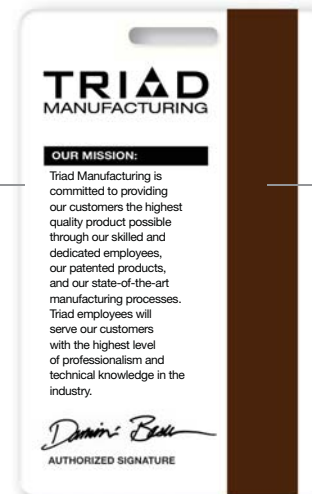 TRIAD
MANUFACTURING
OUR MISSION:
Triad Manufacturing is
committed to providing
our customers the highest
quality product possible
through our skilled and
dedicated employees,
our patented products,
and our state-of-the-art
manufacturing processes.
Triad employees will
serve our customers
with the highest level
of professionalism and
technical knowledge in the
industry.
AUTHORIZED SIGNATURE